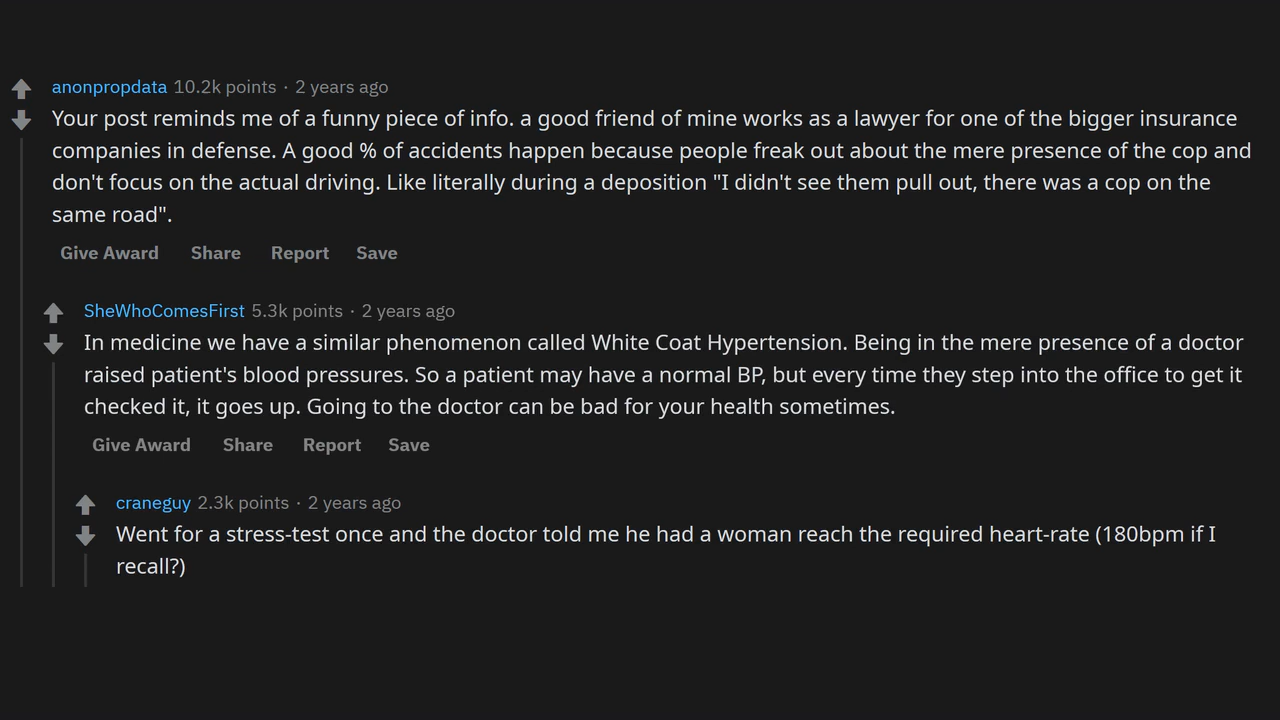 anonpropdata 10.2k points · 2 years ago
Your post reminds me of a funny piece of info. a good friend of mine works as a lawyer for one of the bigger insurance
companies in defense. A good % of accidents happen because people freak out about the mere presence of the cop and
don't focus on the actual driving. Like literally during a deposition "I didn't see them pull out, there was a cop on the
same road".
Give Award Share Report Save
SheWhoComesFirst 5.3k points · 2 years ago
In medicine we have a similar phenomenon called White Coat Hypertension. Being in the mere presence of a doctor
raised patient's blood pressures. So a patient may have a normal BP, but every time they step into the office to get it
checked it, it goes up. Going to the doctor can be bad for your health sometimes.
Give Award Share Report Save
craneguy 2.3k points · 2 years ago
Went for a stress-test once and the doctor told me he had a woman reach the required heart-rate (180bpm if I
recall?)